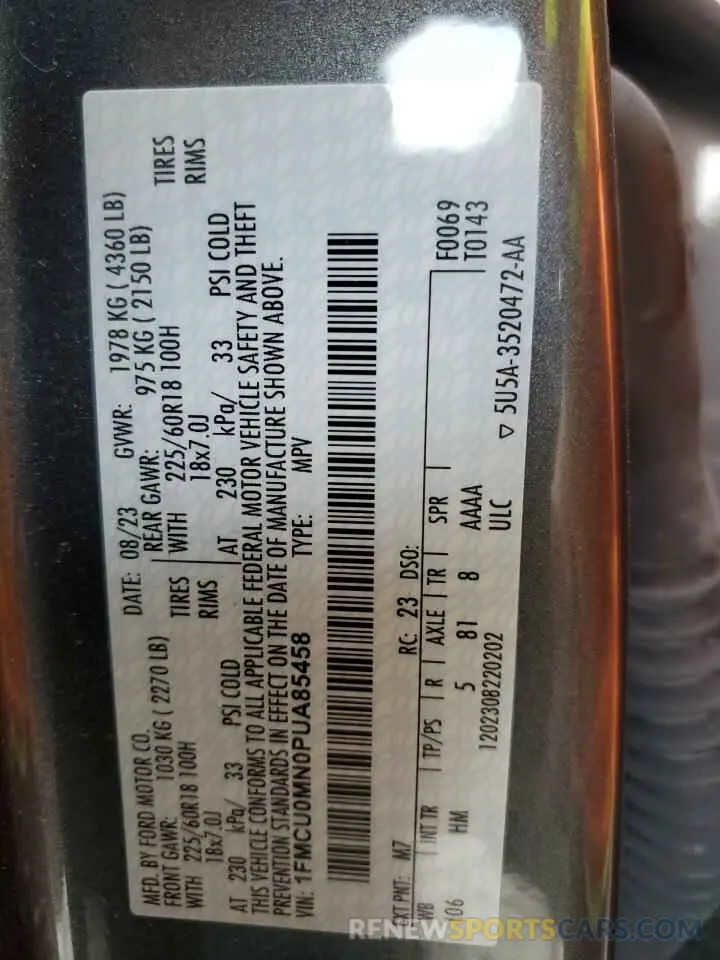 MFD. BY FORD MOTOR CO.
DATE: 08/23 GVWR: 1978 KG ( 4360 LB)
FRONT GAWR: 1030 KG ( 2270 LB) REAR GAWR: 975 KG ( 2150 LB)
WITH 225/60R18 100H TIRES WITH 225/60R18 100H TIRES
18x7.0J RIMS 18x7.0J RIMS
AT 230 kPa/ 33 PSI COLD AT 230 kPa/ 33 PSI COLD
THIS VEHICLE CONFORMS TO ALL APPLICABLE FEDERAL MOTOR VEHICLE SAFETY AND THEFT
PREVENTION STANDARDS IN EFFECT ON THE DATE OF MANUFACTURE SHOWN ABOVE.
VIN: 1FMCU0MN0PUA85458 TYPE: MPV
EXT PNT: M7 RC: 23 DSO: F0069
T0143
WB INT TR TP/PS R AXLE TR SPR
06 HM 5 81 8 AAAA
120230B220202 ULC
▽ 5U5A-3520472-AA
RENEWSPORTSCARS.COM